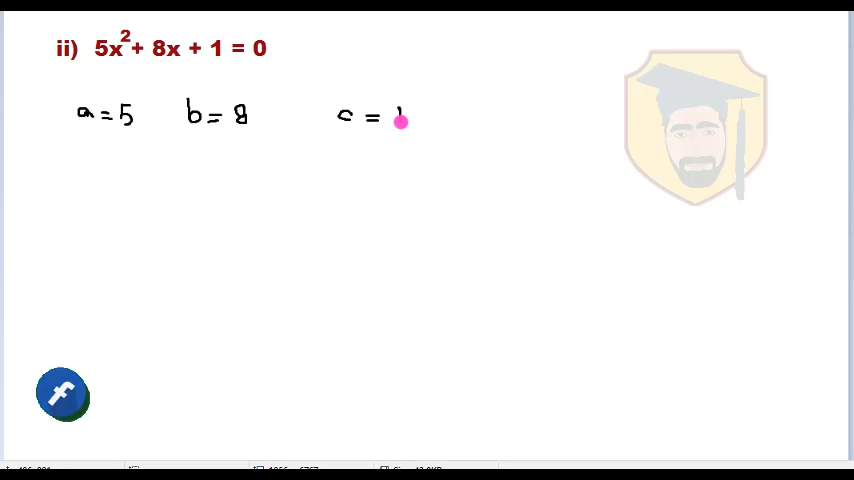 ii) 5x²+ 8x + 1 = 0
a = 5 b = 8 c = 1
f